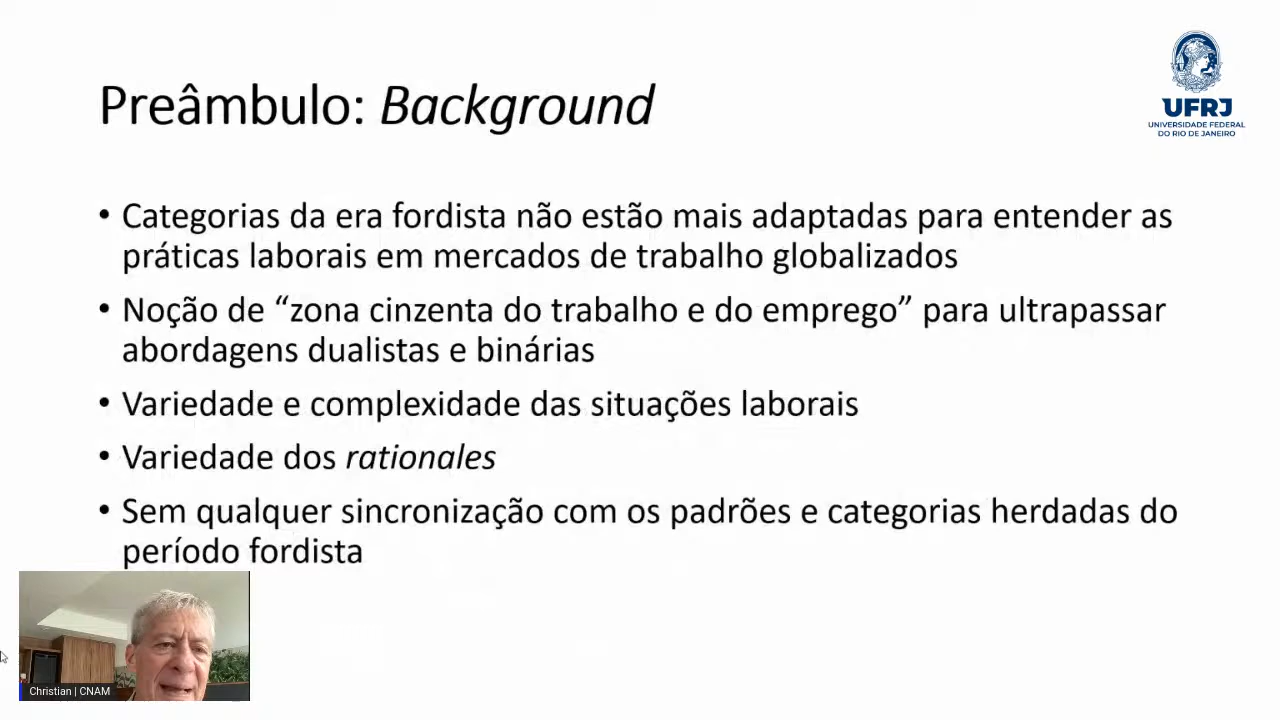 Preâmbulo: Background
UFRJ
UNIVERSIDADE FEDERAL
DO RIO DE JANEIRO
• Categorias da era fordista não estão mais adaptadas para entender as
práticas laborais em mercados de trabalho globalizados
• Noção de “zona cinzenta do trabalho e do emprego” para ultrapassar
abordagens dualistas e binárias
• Variedade e complexidade das situações laborais
• Variedade dos rationales
• Sem qualquer sincronização com os padrões e categorias herdadas do
período fordista
Christian | CNAM